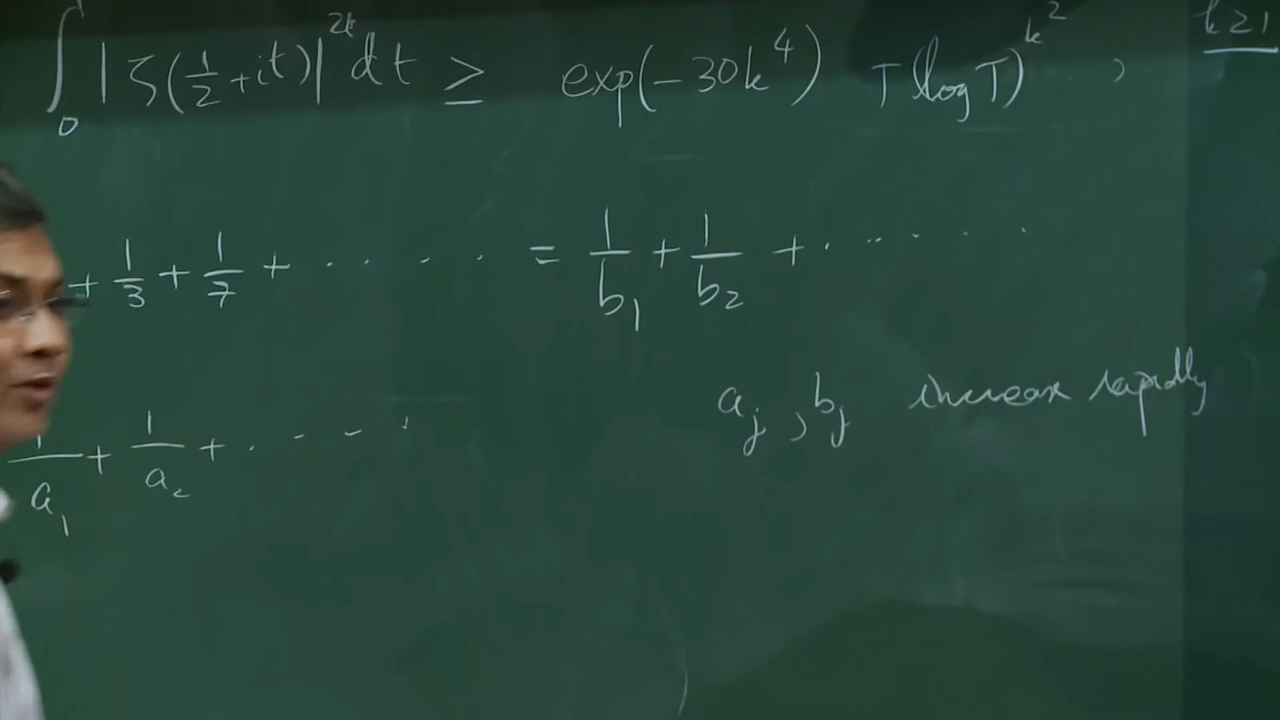 ∫₀ |ζ(1/2+it)|^{2k} dt ≥ exp(-30k⁴) T log T)^{k²} , k≥1
+ 1/3 + 1/7 + ..... = 1/b₁ + 1/b₂ + ......
a_j , b_j increase rapidly
1/a₁ + 1/a₂ + ....